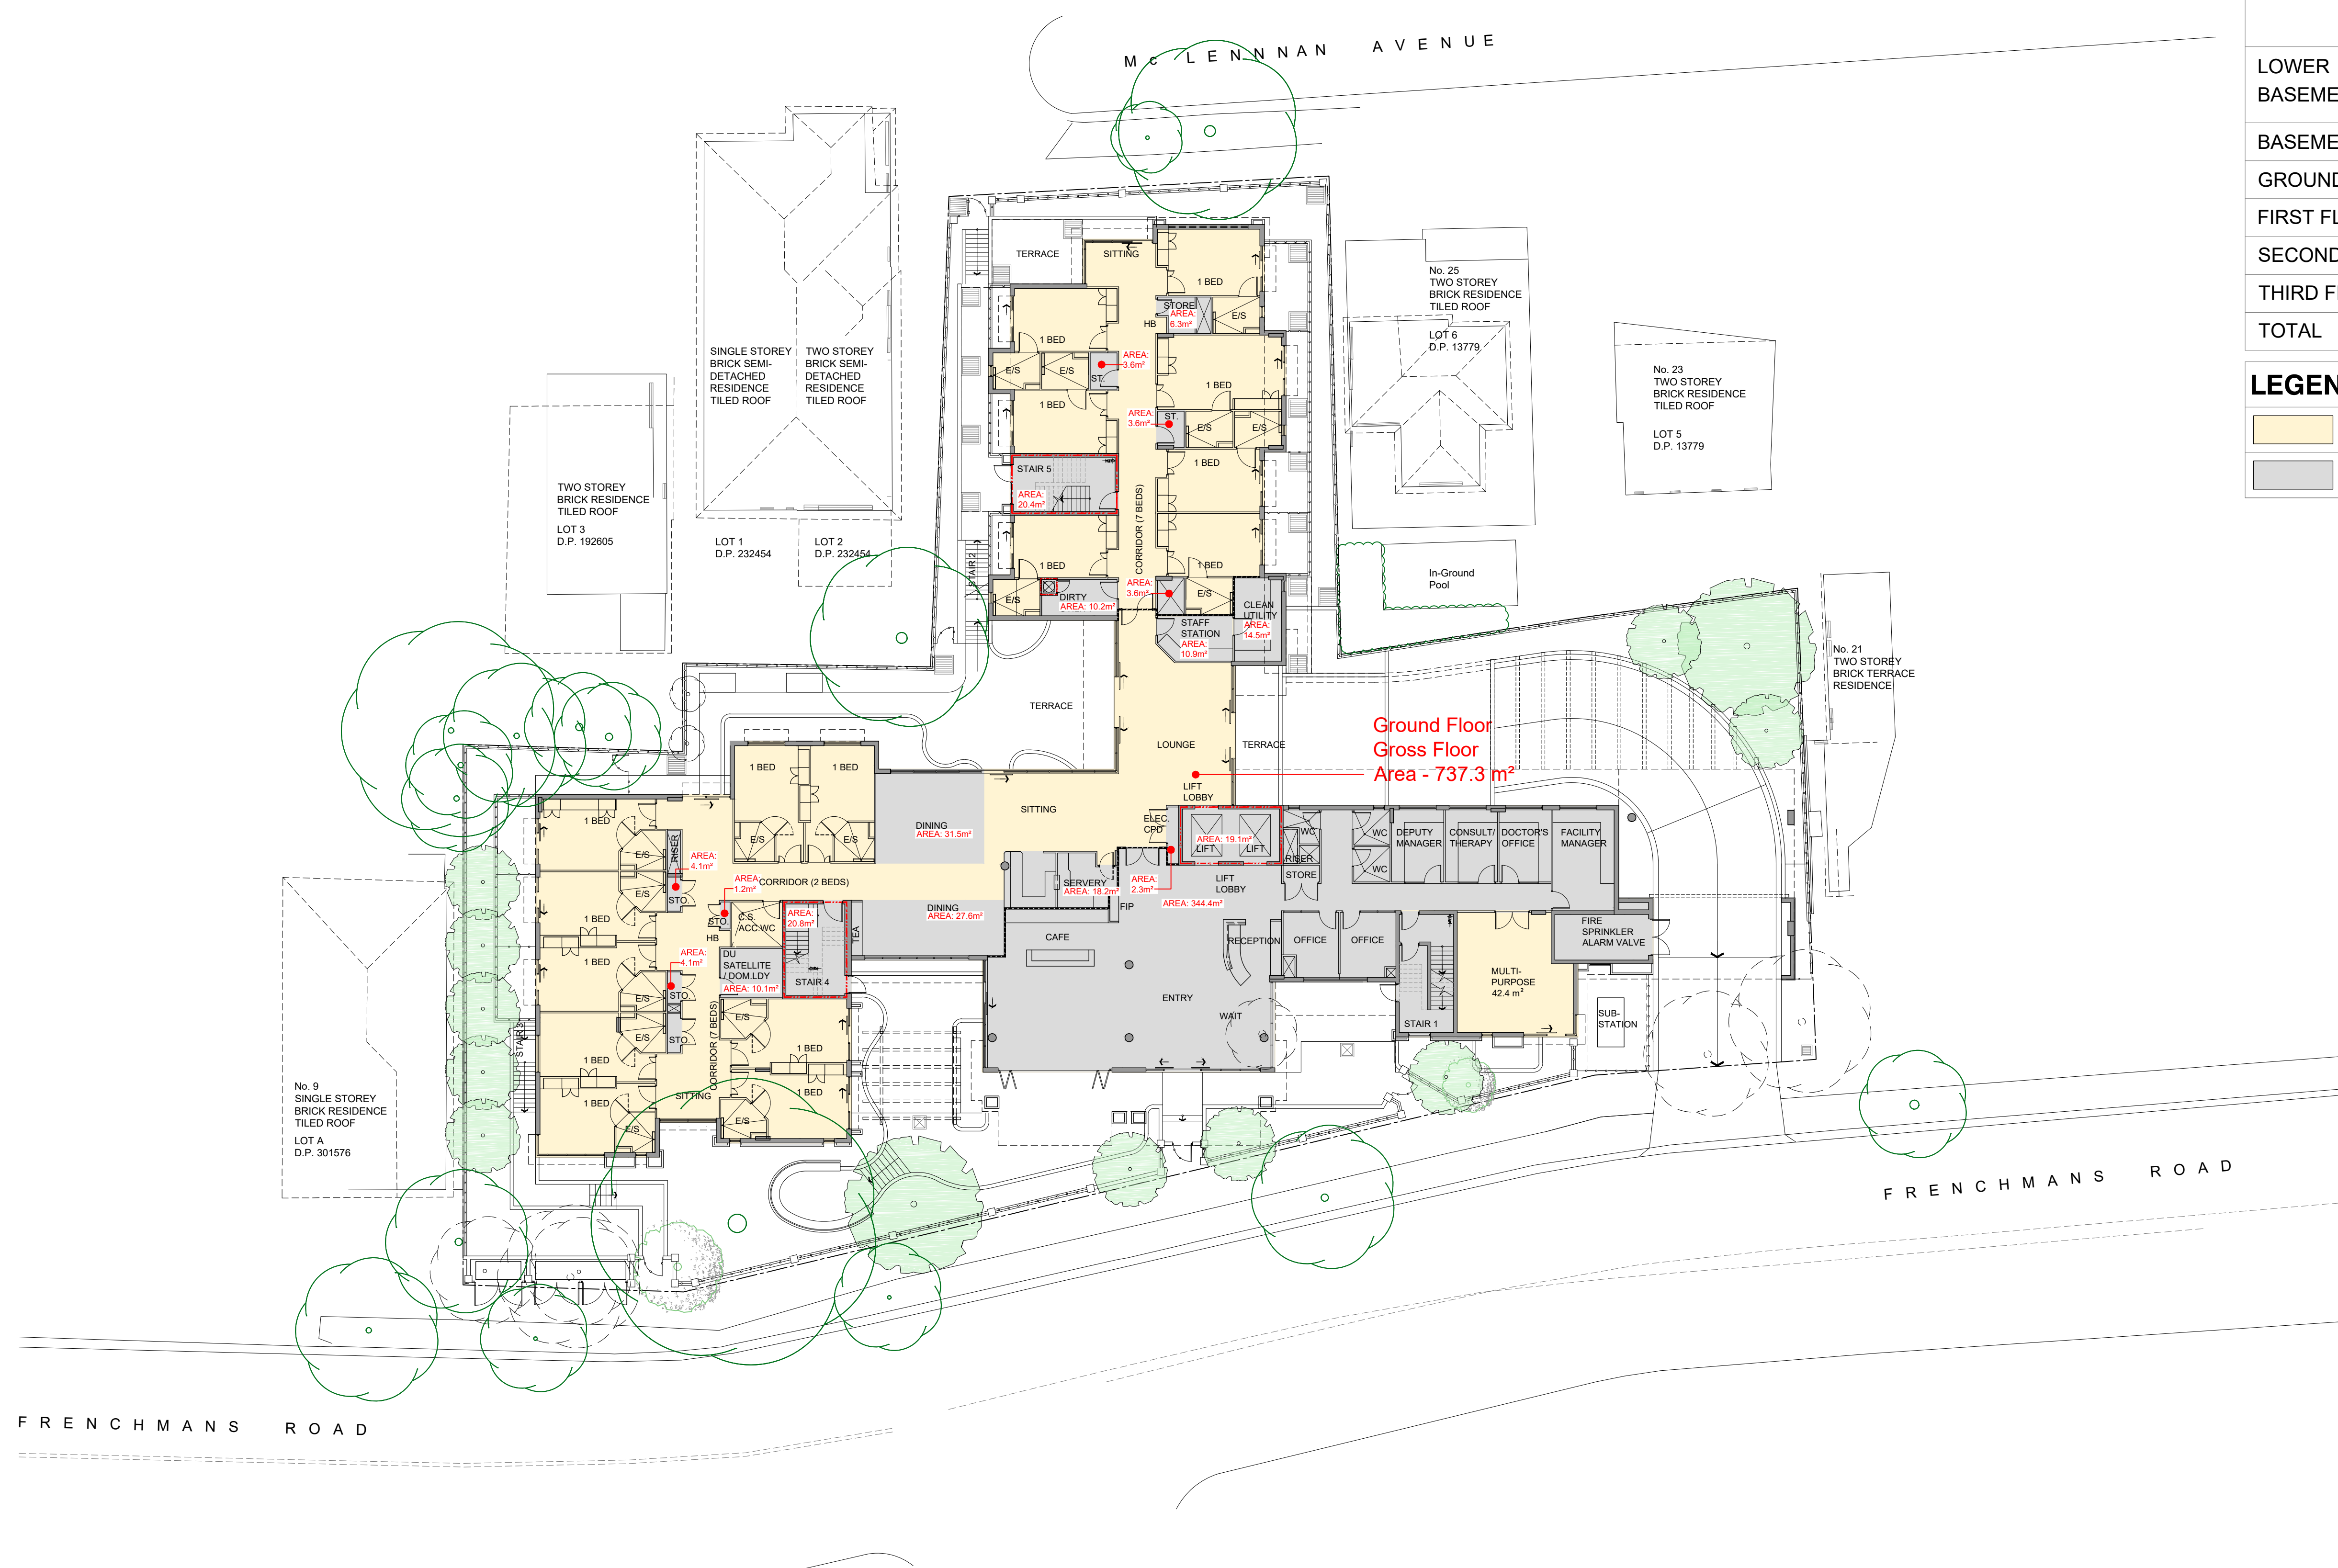 Mc LENNNAN AVENUE
LOWER
BASEME
BASEME
GROUND
FIRST FL
SECOND
THIRD F
TOTAL
LEGEN
TERRACE
SITTING
1 BED
STORE
AREA:
6.3m²
E/S
HB
1 BED
AREA:
3.6m²
E/S
E/S
ST.
1 BED
1 BED
AREA:
3.6m²
ST.
E/S
E/S
STAIR 5
AREA:
20.4m²
1 BED
CORRIDOR (7 BEDS)
1 BED
1 BED
STAIR 2
E/S
DIRTY
AREA: 10.2m²
AREA:
3.6m²
E/S
CLEAN
UTILITY
AREA:
14.5m²
STAFF
STATION
AREA:
10.9m²
No. 25
TWO STOREY
BRICK RESIDENCE
TILED ROOF
LOT 6
D.P. 13779
No. 23
TWO STOREY
BRICK RESIDENCE
TILED ROOF
LOT 5
D.P. 13779
SINGLE STOREY
BRICK SEMI-
DETACHED
RESIDENCE
TILED ROOF
TWO STOREY
BRICK SEMI-
DETACHED
RESIDENCE
TILED ROOF
TWO STOREY
BRICK RESIDENCE
TILED ROOF
LOT 3
D.P. 192605
LOT 1
D.P. 232454
LOT 2
D.P. 232454
In-Ground
Pool
No. 21
TWO STOREY
BRICK TERRACE
RESIDENCE
TERRACE
LOUNGE
TERRACE
Ground Floor
Gross Floor
Area - 737.3 m²
LIFT
LOBBY
SITTING
1 BED
1 BED
E/S
E/S
DINING
AREA: 31.5m²
ELEC.
CPD
AREA: 19.1m²
LIFT
LIFT
WC
RISER
STORE
WC
WC
DEPUTY
MANAGER
CONSULT/
THERAPY
DOCTOR'S
OFFICE
FACILITY
MANAGER
1 BED
E/S
RISER
AREA:
4.1m²
E/S
STO.
AREA:
1.2m²
CORRIDOR (2 BEDS)
STO.
C.S.
ACC.WC
HB
AREA:
20.8m²
STAIR 4
TEA
DINING
AREA: 27.6m²
SERVERY
AREA: 18.2m²
FIP
AREA:
2.3m²
LIFT
LOBBY
AREA: 344.4m²
CAFE
RECEPTION
OFFICE
OFFICE
ENTRY
WAIT
STAIR 1
MULTI-
PURPOSE
42.4 m²
FIRE
SPRINKLER
ALARM VALVE
SUB-
STATION
1 BED
1 BED
AREA:
4.1m²
DU
SATELLITE
/ DOM.LDY
AREA: 10.1m²
E/S
STO.
E/S
STO.
E/S
1 BED
1 BED
1 BED
CORRIDOR (7 BEDS)
SITTING
1 BED
E/S
E/S
STAIR 3
No. 9
SINGLE STOREY
BRICK RESIDENCE
TILED ROOF
LOT A
D.P. 301576
FRENCHMANS ROAD
FRENCHMANS ROAD